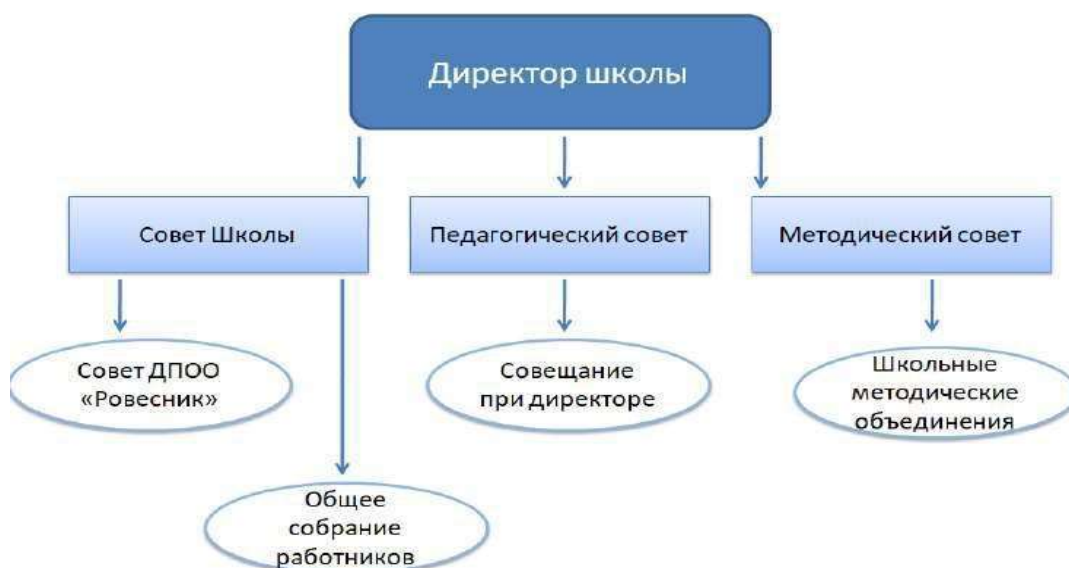 Директор школы
Совет Школы
Педагогический совет
Методический совет
Совет ДПОО
«Ровесник»
Совещание
при директоре
Школьные
методические
объединения
Общее
собрание
работников